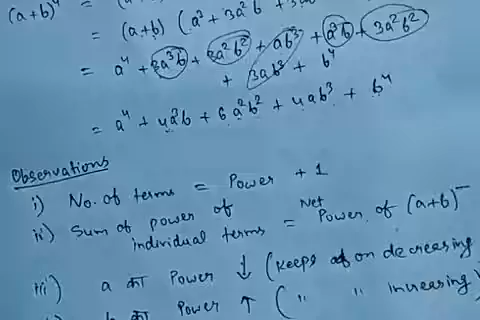 (a+b)⁴ = (a
= (a+b) (a³ + 3a²b + 3a
= a⁴ + 3a³b + 3a²b² + ab³ + a³b + 3a²b²
+ 3ab³ + b⁴
= a⁴ + 4a³b + 6a²b² + 4ab³ + b⁴
Observations
i) No. of terms = Power + 1
ii) Sum of power of individual terms = Net Power of (a+b)
iii) a का Power ↓ (keeps on decreasing
b का Power ↑ ( " " increasing)